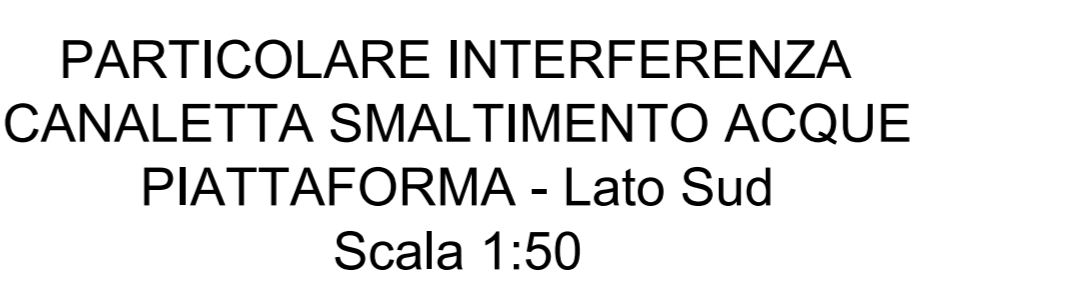 PARTICOLARE INTERFERENZA
CANALETTA SMALTIMENTO ACQUE
PIATTAFORMA - Lato Sud
Scala 1:50